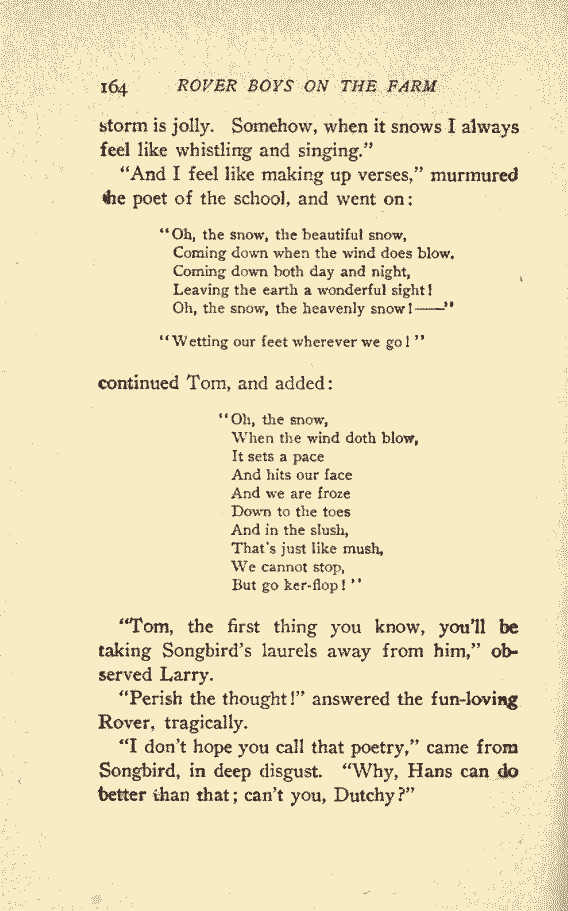 164 ROVER BOYS ON THE FARM
storm is jolly. Somehow, when it snows I always
feel like whistling and singing.”
“And I feel like making up verses,” murmured
the poet of the school, and went on:
“Oh, the snow, the beautiful snow,
Coming down when the wind does blow.
Coming down both day and night,
Leaving the earth a wonderful sight!
Oh, the snow, the heavenly snow!——”
“Wetting our feet wherever we go!”
continued Tom, and added:
“Oh, the snow,
When the wind doth blow,
It sets a pace
And hits our face
And we are froze
Down to the toes
And in the slush,
That's just like mush,
We cannot stop,
But go ker-flop!”
“Tom, the first thing you know, you'll be
taking Songbird's laurels away from him,” ob-
served Larry.
“Perish the thought!” answered the fun-loving
Rover, tragically.
“I don't hope you call that poetry,” came from
Songbird, in deep disgust. “Why, Hans can do
better than that; can't you, Dutchy?”